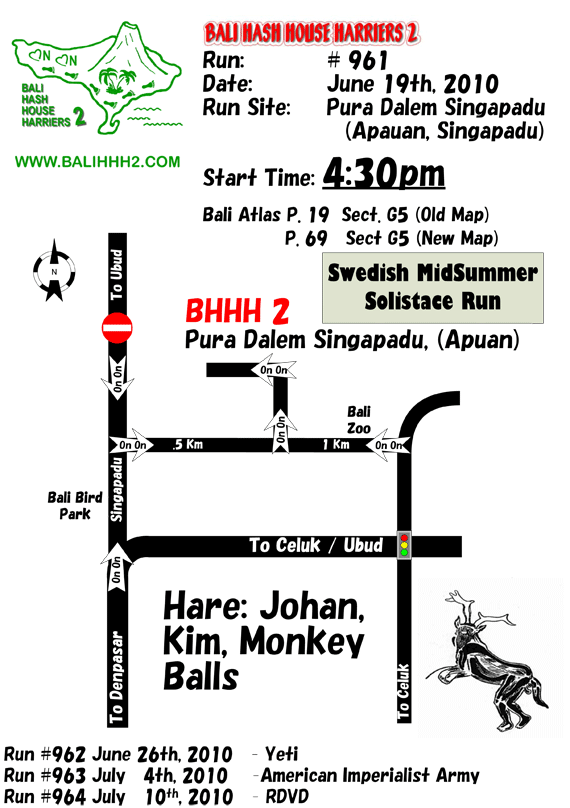 BALI HASH HOUSE HARRIERS 2
Run: # 961
Date: June 19th, 2010
Run Site: Pura Dalem Singapadu
(Apauan, Singapadu)
N N
BALI
HASH
HOUSE
HARRIERS 2
WWW.BALIHHH2.COM
Start Time: 4:30pm
Bali Atlas P. 19 Sect. G5 (Old Map)
P. 69 Sect G5 (New Map)
N
To Ubud
Swedish MidSummer
Solistace Run
BHHH 2
Pura Dalem Singapadu, (Apuan)
On On
On On
Bali
Zoo
On On
.5 Km
On On
1 Km
On On
Singapadu
Bali Bird
Park
To Celuk / Ubud
On On
Hare: Johan,
Kim, Monkey
Balls
To Denpasar
To Celuk
Run #962 June 26th, 2010 - Yeti
Run #963 July 4th, 2010 -American Imperialist Army
Run #964 July 10th, 2010 - RDVD